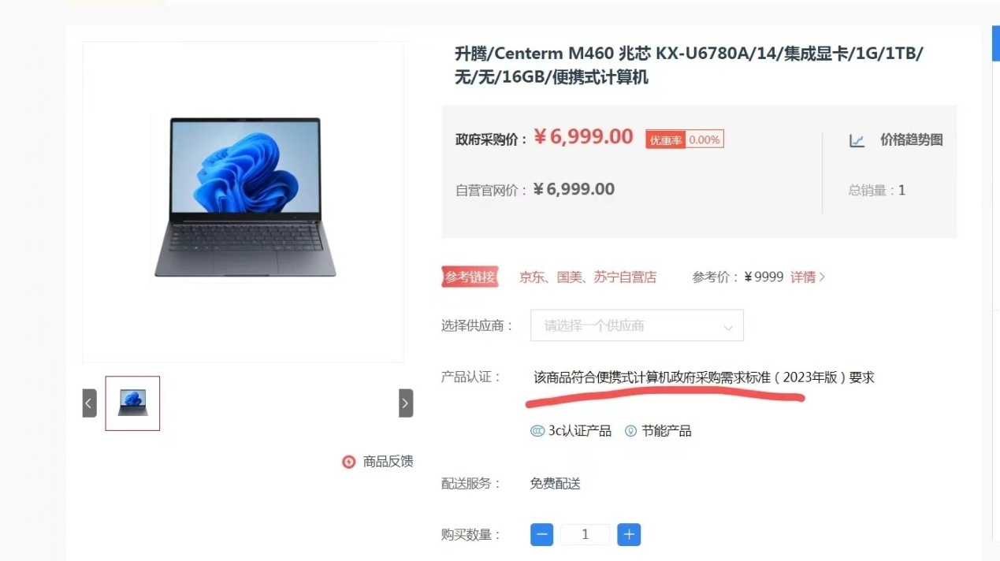 升腾/Centerm M460 兆芯 KX-U6780A/14/集成显卡/1G/1TB/
无/无/16GB/便携式计算机
政府采购价： ¥6,999.00 优惠率 0.00% 价格趋势图
自营官网价： ¥6,999.00 总销量：1
参考链接 京东、国美、苏宁自营店 参考价：¥9999 详情
选择供应商： 请选择一个供应商
产品认证： 该商品符合便携式计算机政府采购需求标准（2023年版）要求
3c认证产品 节能产品
商品反馈
配送服务： 免费配送
购买数量： 1